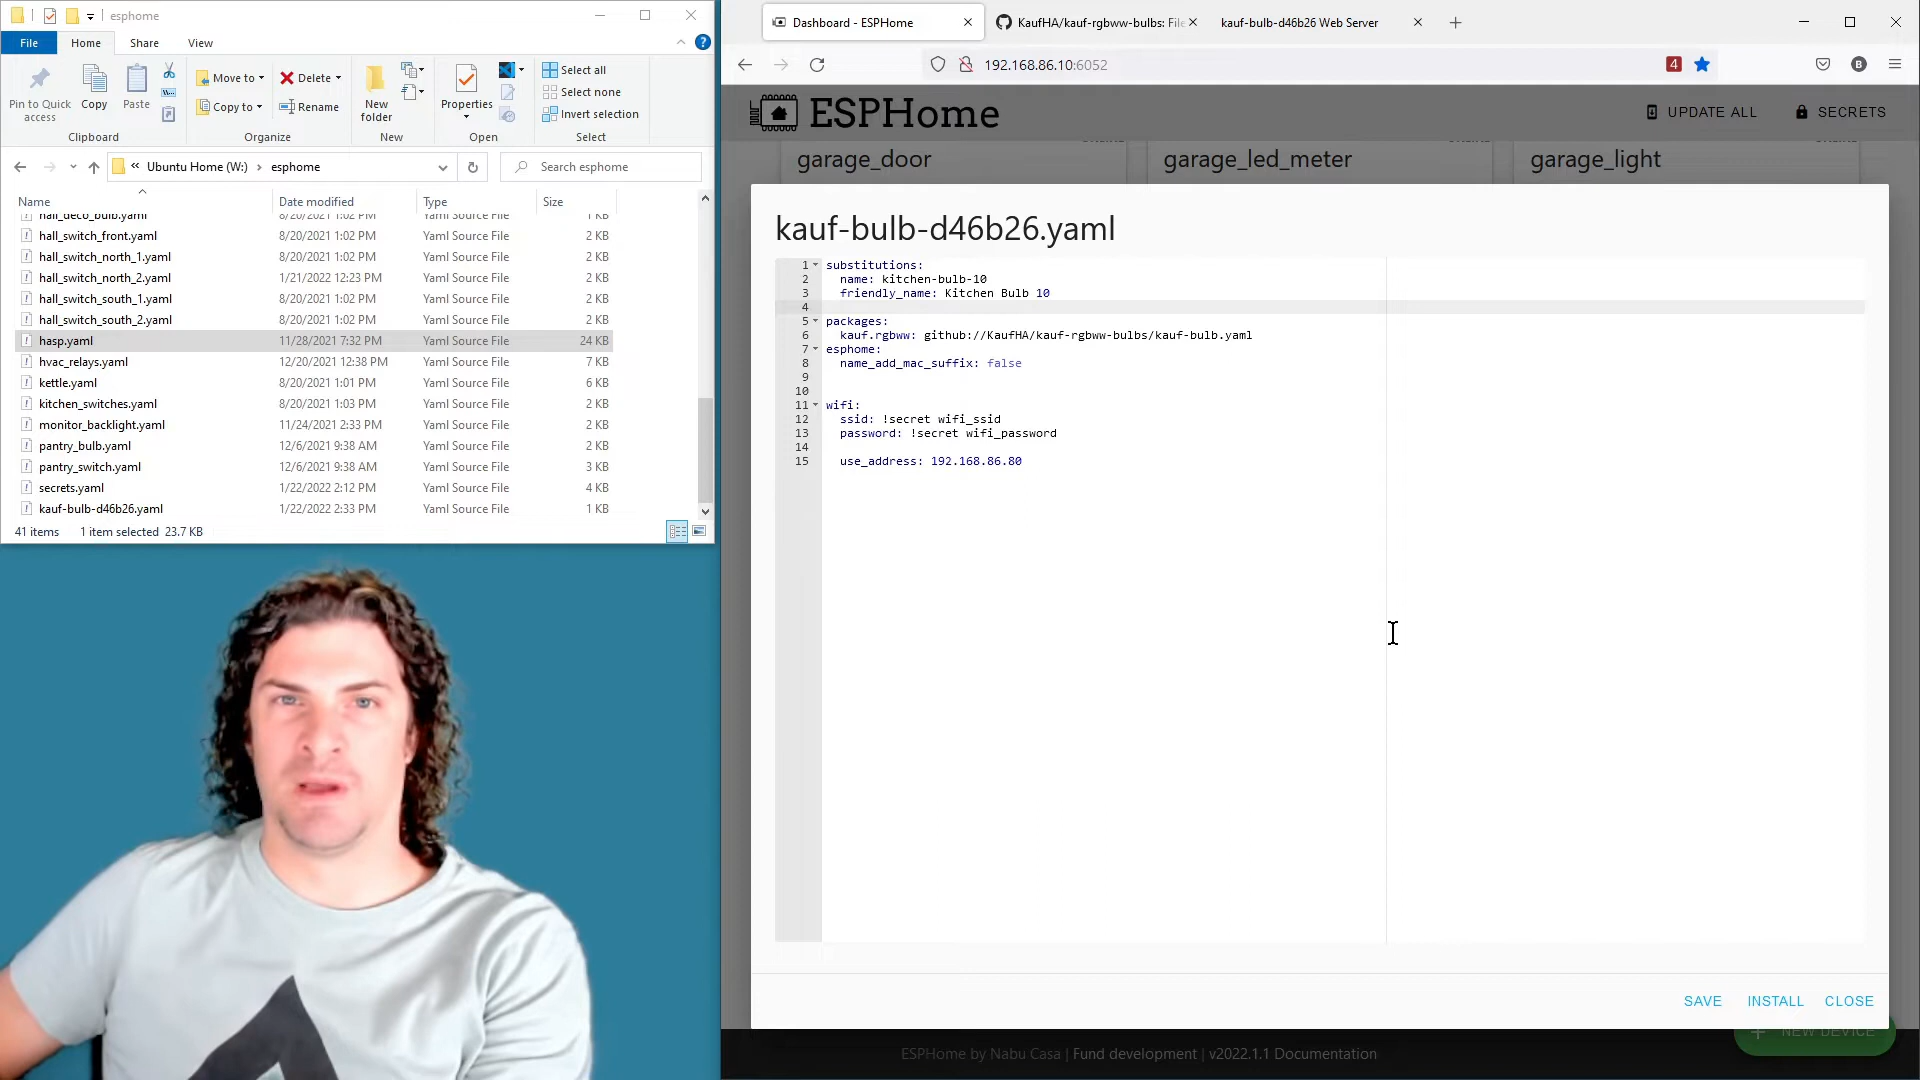 esphome
File
Home
Share
View
Pin to Quick access
Copy
Paste
Clipboard
Move to
Copy to
Delete
Rename
Organize
New folder
New
Properties
Open
Select all
Select none
Invert selection
Select
Ubuntu Home (W:) > esphome
Search esphome
Name Date modified Type Size
hall_deco_bulb.yaml 8/20/2021 1:02 PM Yaml Source File 1 KB
hall_switch_front.yaml 8/20/2021 1:02 PM Yaml Source File 2 KB
hall_switch_north_1.yaml 8/20/2021 1:02 PM Yaml Source File 2 KB
hall_switch_north_2.yaml 1/21/2022 12:23 PM Yaml Source File 2 KB
hall_switch_south_1.yaml 8/20/2021 1:02 PM Yaml Source File 2 KB
hall_switch_south_2.yaml 8/20/2021 1:02 PM Yaml Source File 2 KB
hasp.yaml 11/28/2021 7:32 PM Yaml Source File 24 KB
hvac_relays.yaml 12/20/2021 12:38 PM Yaml Source File 7 KB
kettle.yaml 8/20/2021 1:01 PM Yaml Source File 6 KB
kitchen_switches.yaml 8/20/2021 1:03 PM Yaml Source File 2 KB
monitor_backlight.yaml 11/24/2021 2:33 PM Yaml Source File 2 KB
pantry_bulb.yaml 12/6/2021 9:38 AM Yaml Source File 2 KB
pantry_switch.yaml 12/6/2021 9:38 AM Yaml Source File 3 KB
secrets.yaml 1/22/2022 2:12 PM Yaml Source File 4 KB
kauf-bulb-d46b26.yaml 1/22/2022 2:33 PM Yaml Source File 1 KB
41 items 1 item selected 23.7 KB
Dashboard - ESPHome
KaufHA/kauf-rgbww-bulbs: File
kauf-bulb-d46b26 Web Server
192.168.86.10:6052
4
B
ESPHome
UPDATE ALL
SECRETS
garage_door
garage_led_meter
garage_light
kauf-bulb-d46b26.yaml
1 substitutions:
2 name: kitchen-bulb-10
3 friendly_name: Kitchen Bulb 10
4
5 packages:
6 kauf.rgbww: github://KaufHA/kauf-rgbww-bulbs/kauf-bulb.yaml
7 esphome:
8 name_add_mac_suffix: false
9
10
11 wifi:
12 ssid: !secret wifi_ssid
13 password: !secret wifi_password
14
15 use_address: 192.168.86.80
SAVE
INSTALL
CLOSE
NEW DEVICE
ESPHome by Nabu Casa | Fund development | v2022.1.1 Documentation